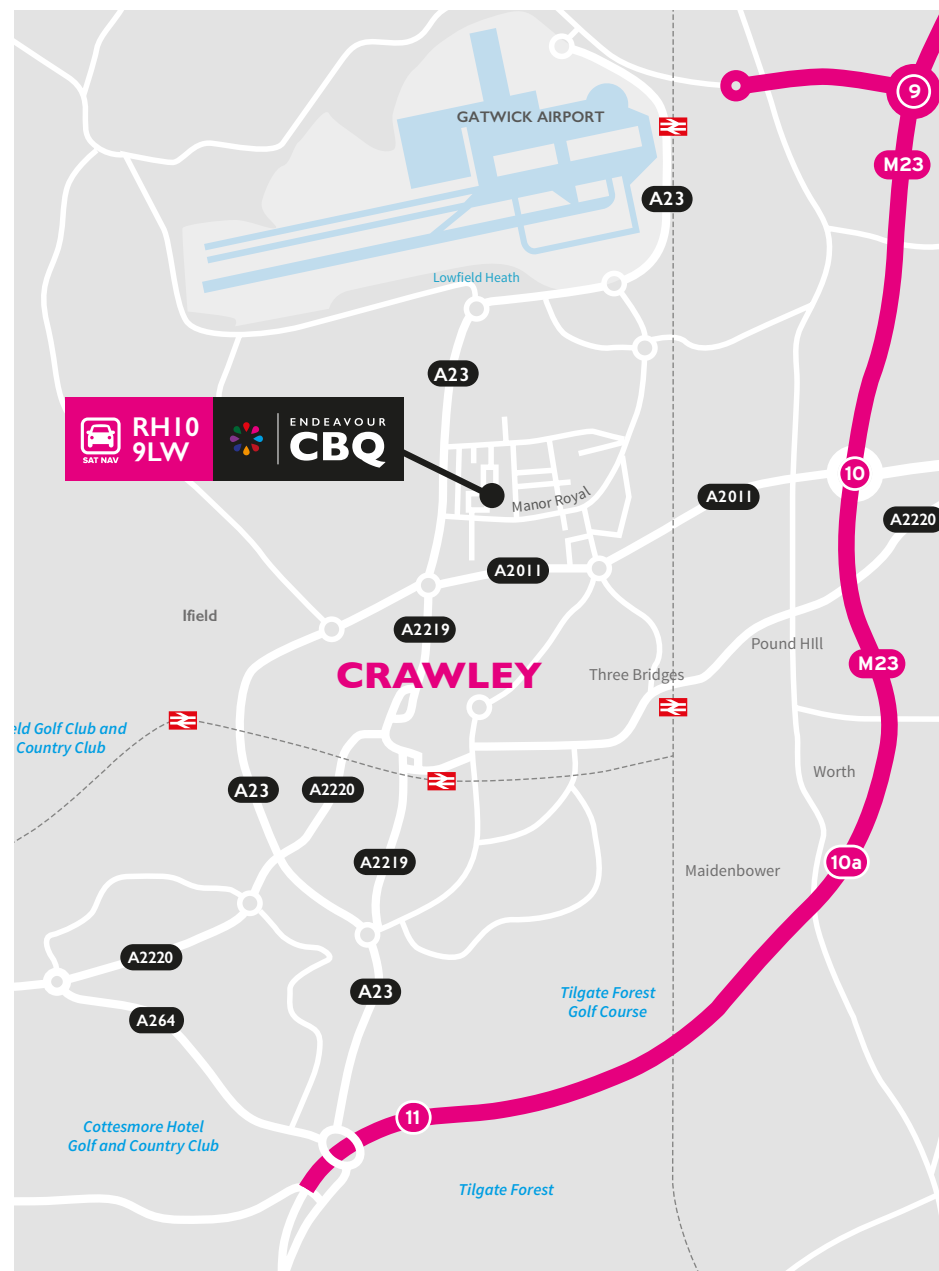 9
GATWICK AIRPORT
M23
A23
Lowfield Heath
A23
RH10
9LW
SAT NAV
ENDEAVOUR
CBQ
10
A2011
Manor Royal
A2220
A2011
Ifield
A2219
Pound HIll
M23
CRAWLEY
Three Bridges
eld Golf Club and
Country Club
Worth
A23
A2220
A2219
10a
Maidenbower
A2220
A23
Tilgate Forest
Golf Course
A264
11
Cottesmore Hotel
Golf and Country Club
Tilgate Forest